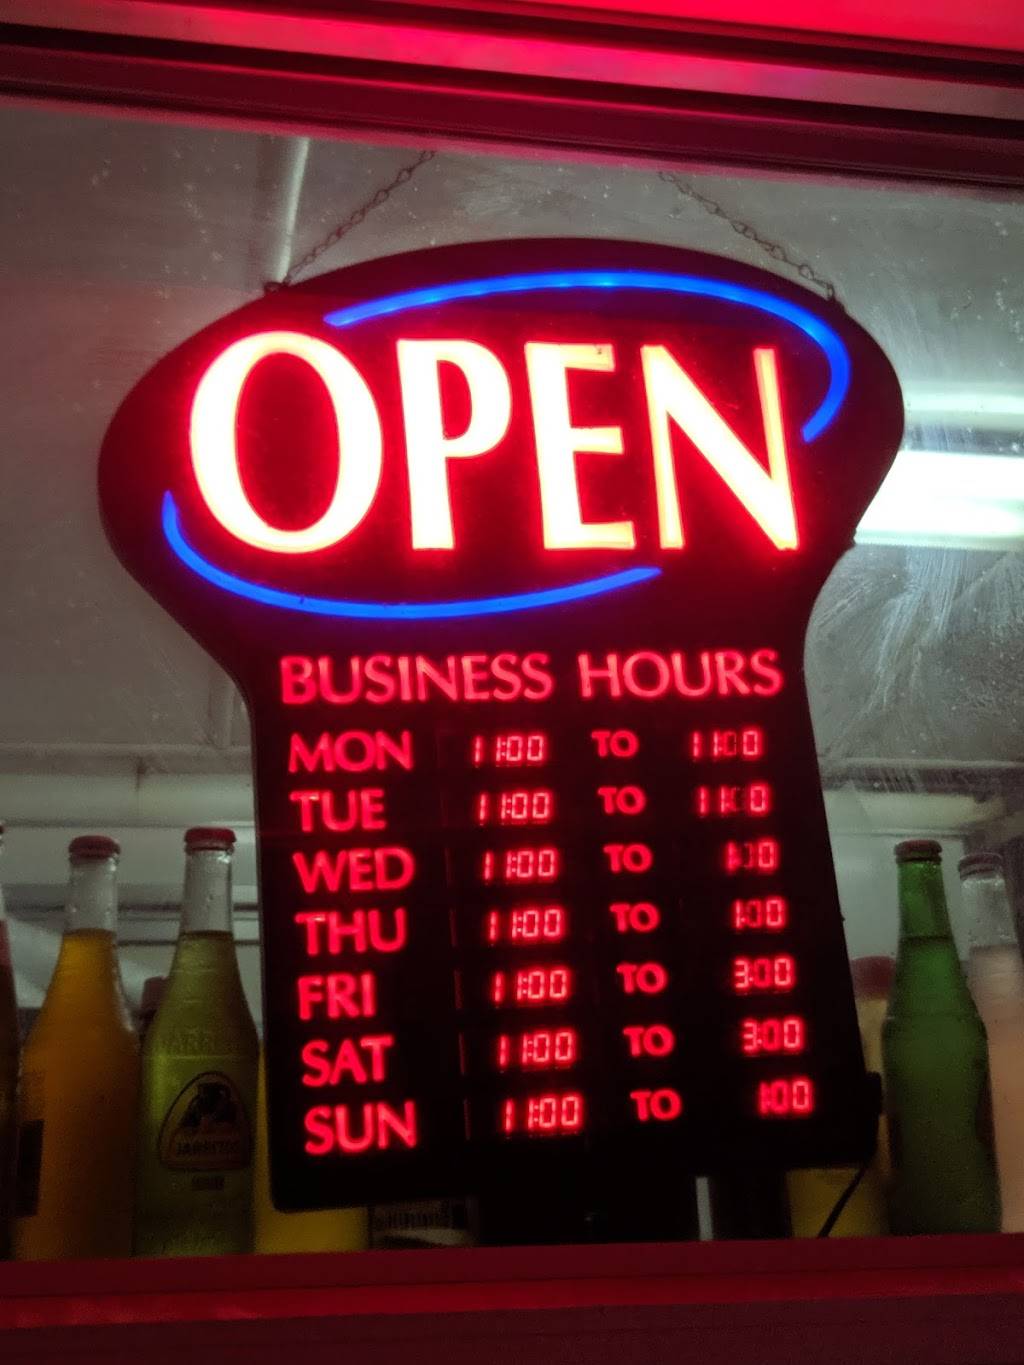 OPEN
BUSINESS HOURS
MON 11:00 TO 11:00
TUE 11:00 TO 11:00
WED 11:00 TO 1:00
THU 11:00 TO 1:00
FRI 11:00 TO 3:00
SAT 11:00 TO 3:00
SUN 11:00 TO 1:00
JARRITOS